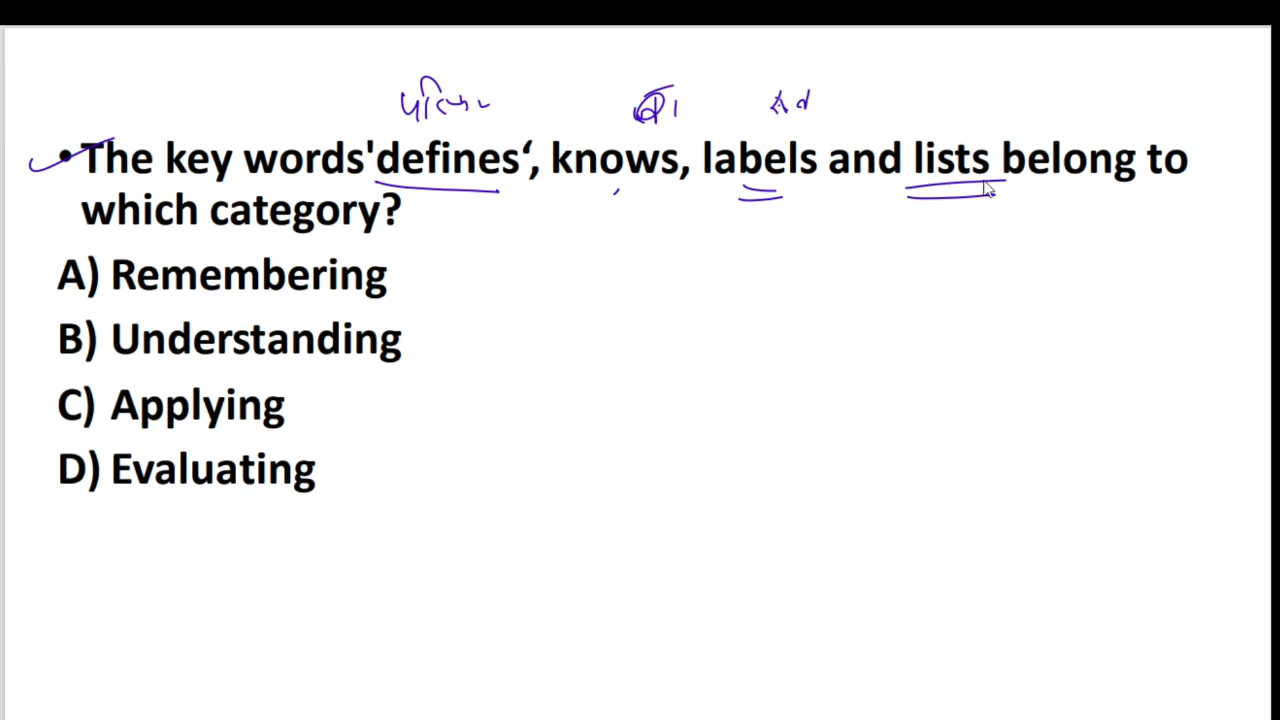 •The key words'defines‘, knows, labels and lists belong to
which category?
A) Remembering
B) Understanding
C) Applying
D) Evaluating